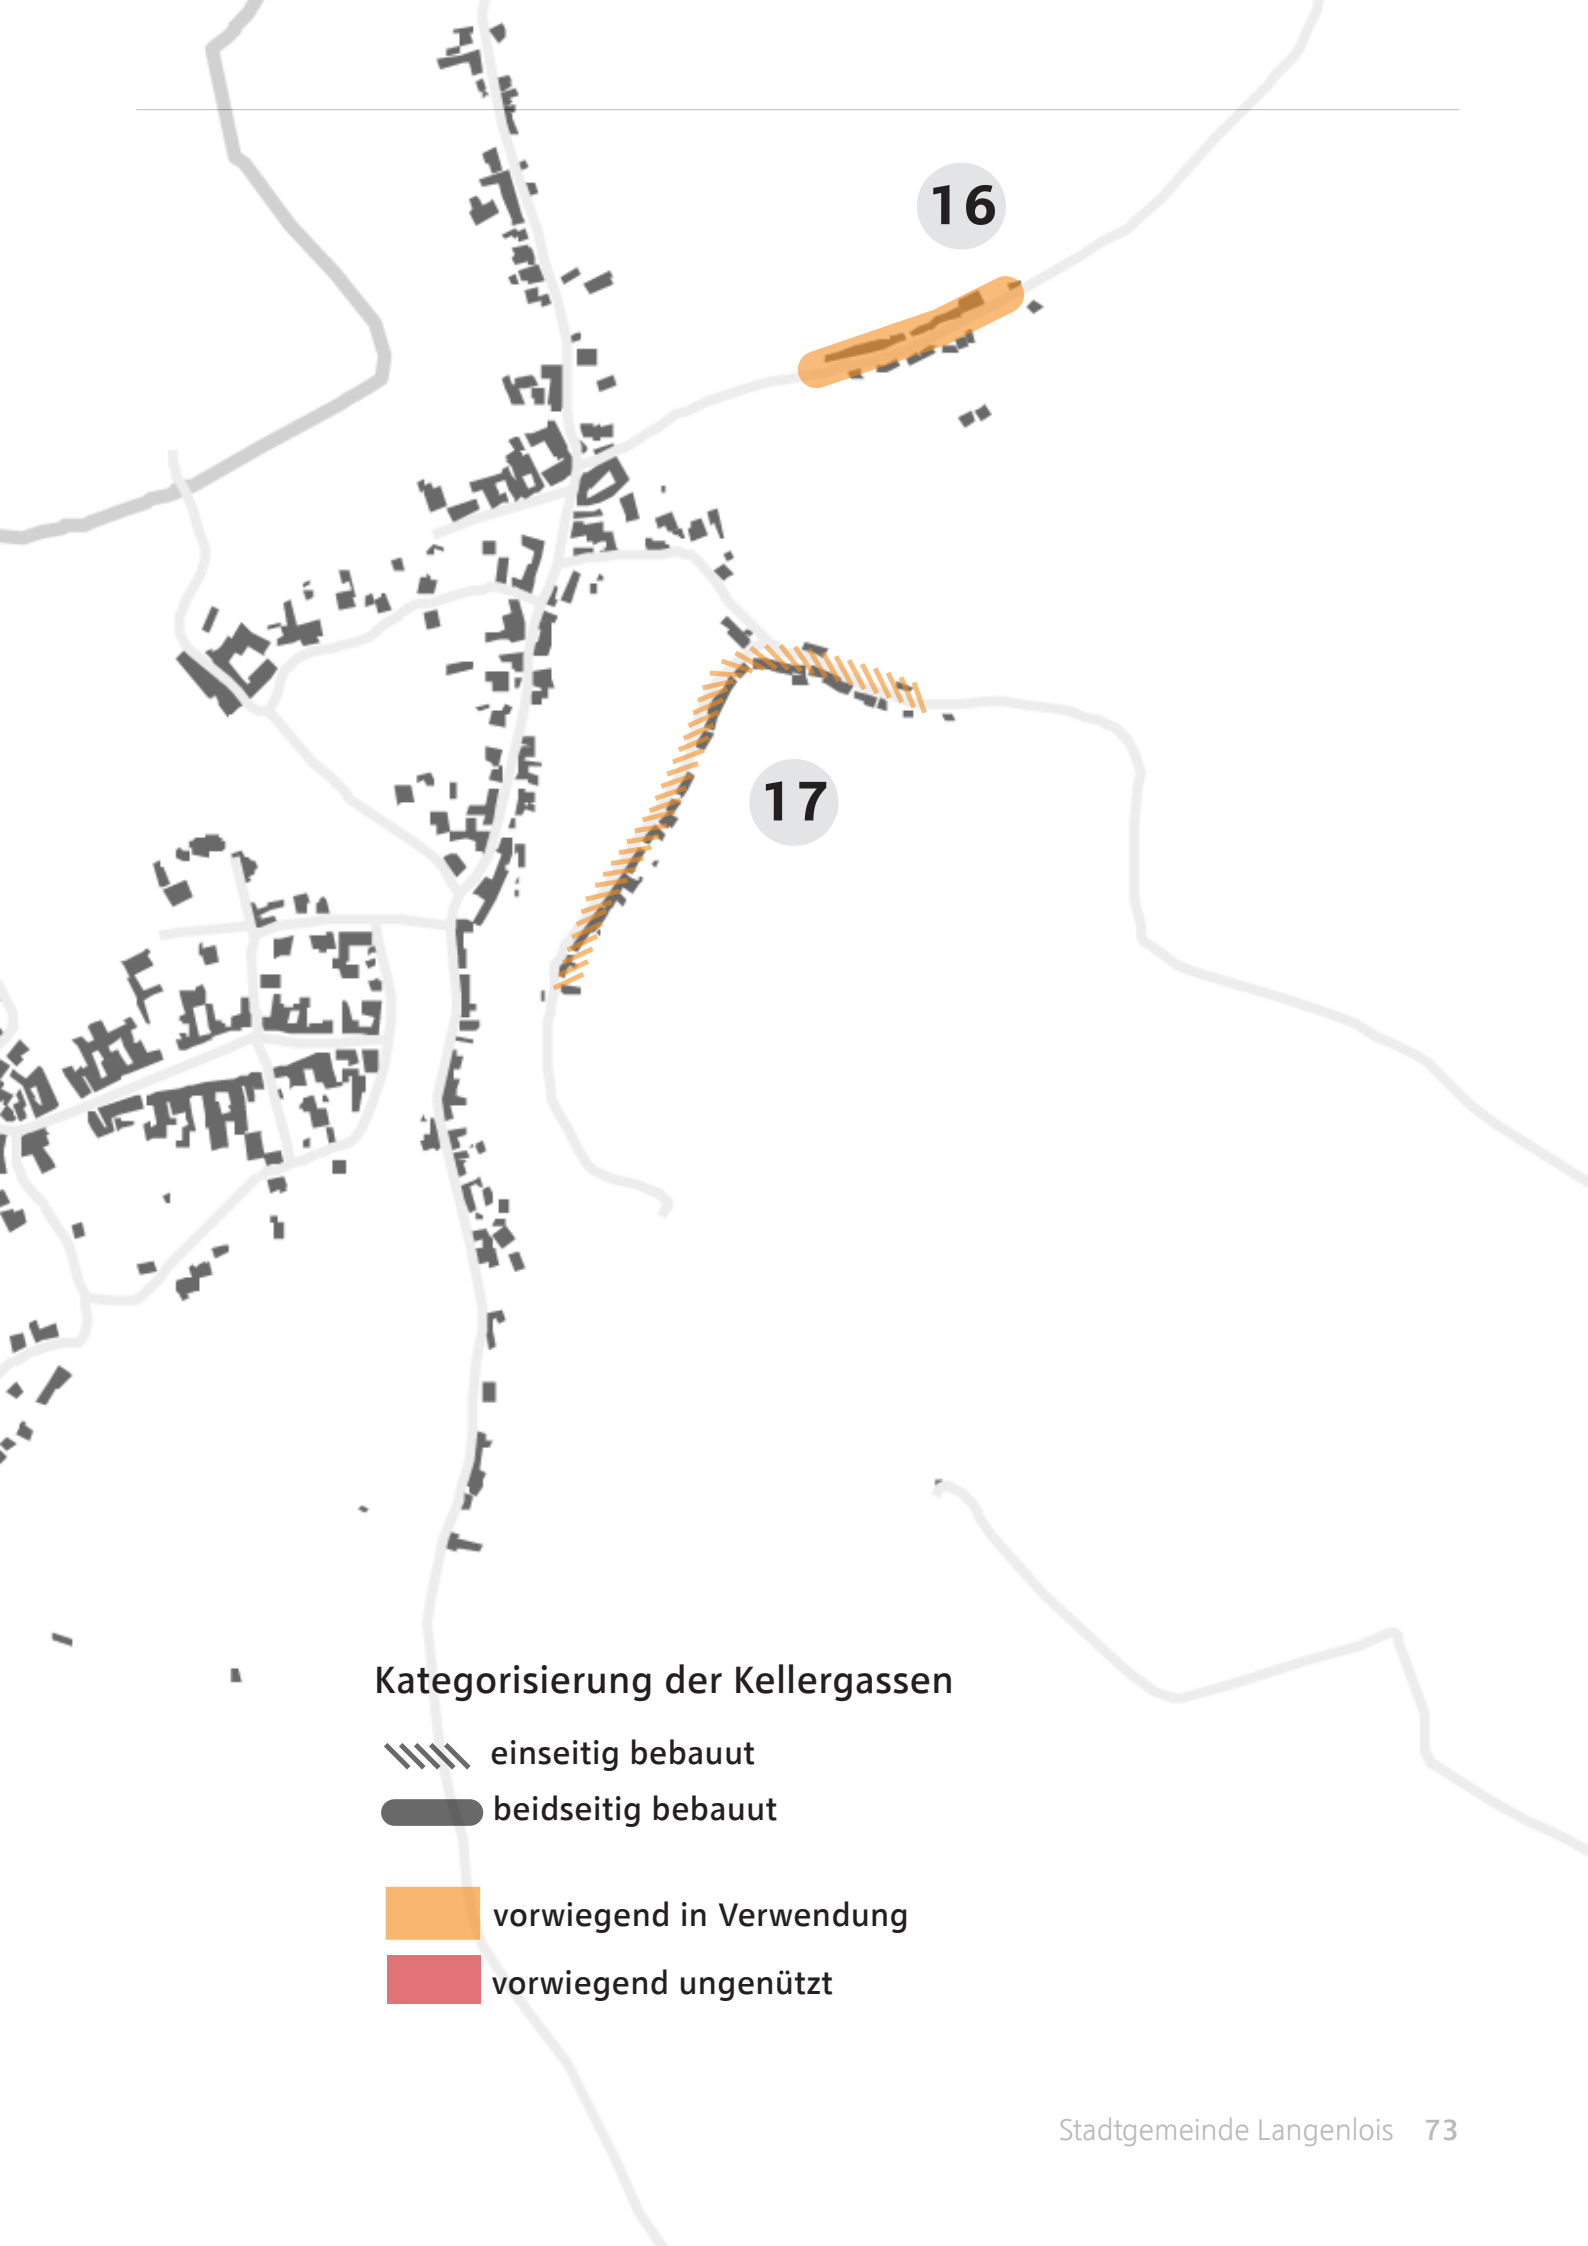 16
17
Kategorisierung der Kellergassen
einseitig bebauut
beidseitig bebauut
vorwiegend in Verwendung
vorwiegend ungenützt
Stadtgemeinde Langenlois 73